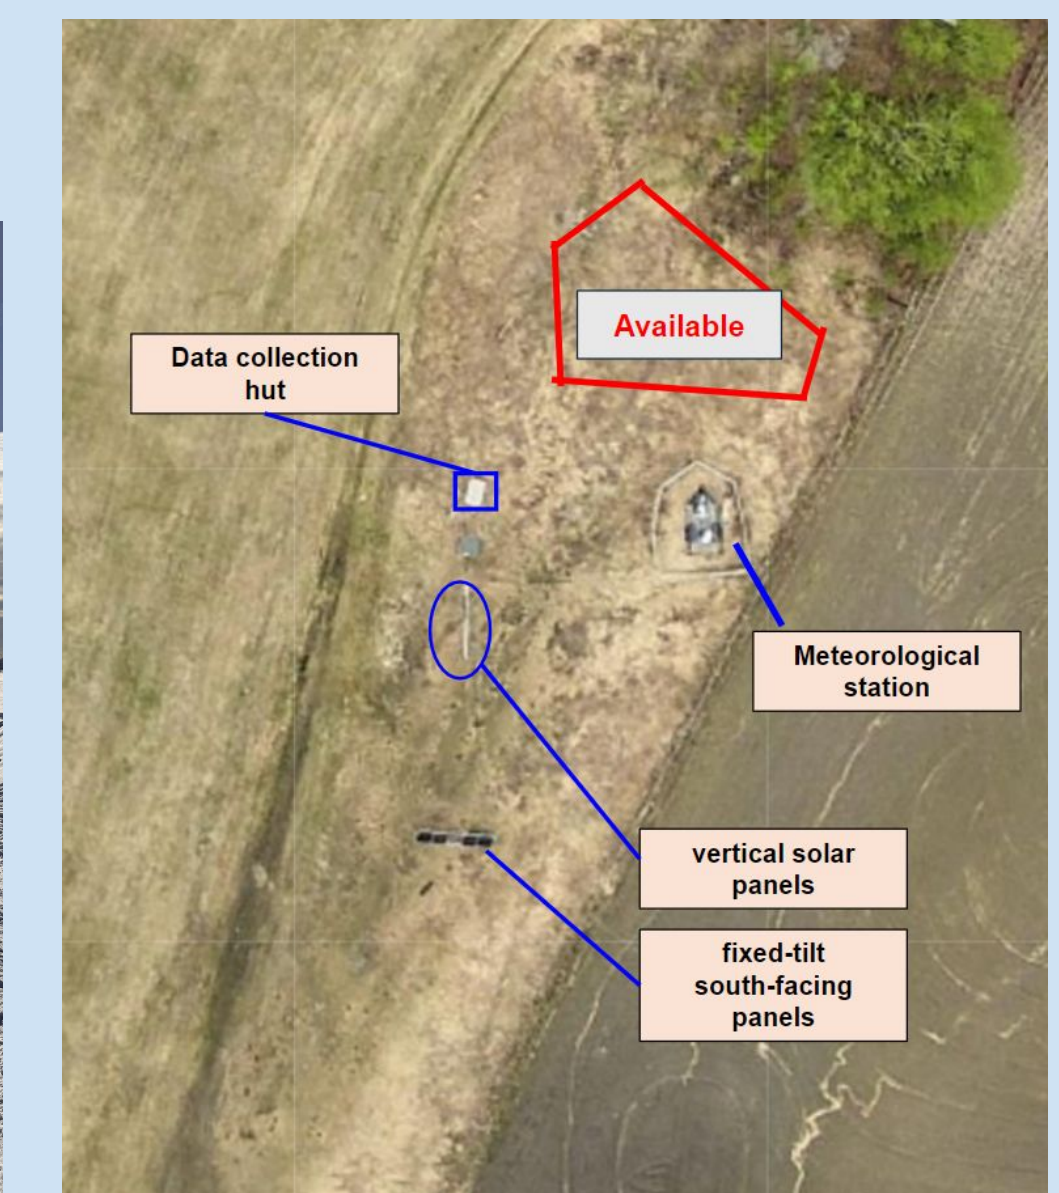 Available
Data collection
hut
Meteorological
station
vertical solar
panels
fixed-tilt
south-facing
panels